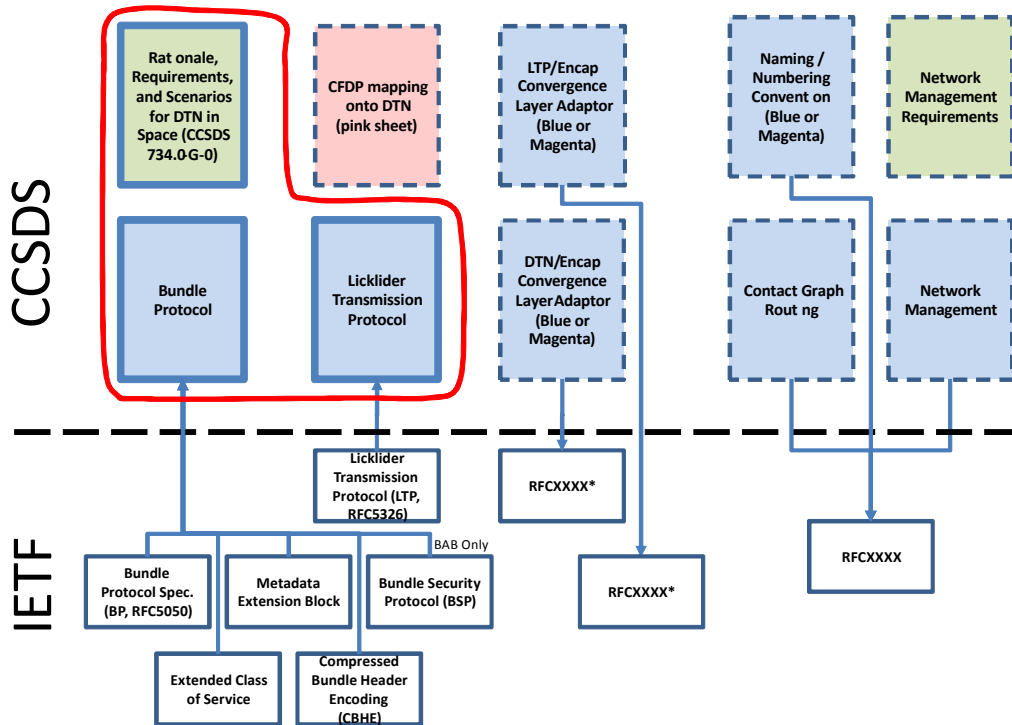 CCSDS
Rat onale,
Requirements,
and Scenarios
for DTN in
Space (CCSDS
734.0-G-0)
CFDP mapping
onto DTN
(pink sheet)
LTP/Encap
Convergence
Layer Adaptor
(Blue or
Magenta)
Naming /
Numbering
Convent on
(Blue or
Magenta)
Network
Management
Requirements
Bundle
Protocol
Licklider
Transmission
Protocol
DTN/Encap
Convergence
Layer Adaptor
(Blue or
Magenta)
Contact Graph
Rout ng
Network
Management
IETF
Licklider
Transmission
Protocol (LTP,
RFC5326)
RFCXXXX*
BAB Only
Bundle
Protocol Spec.
(BP, RFC5050)
Metadata
Extension Block
Bundle Security
Protocol (BSP)
RFCXXXX*
RFCXXXX
Extended Class
of Service
Compressed
Bundle Header
Encoding
(CBHE)